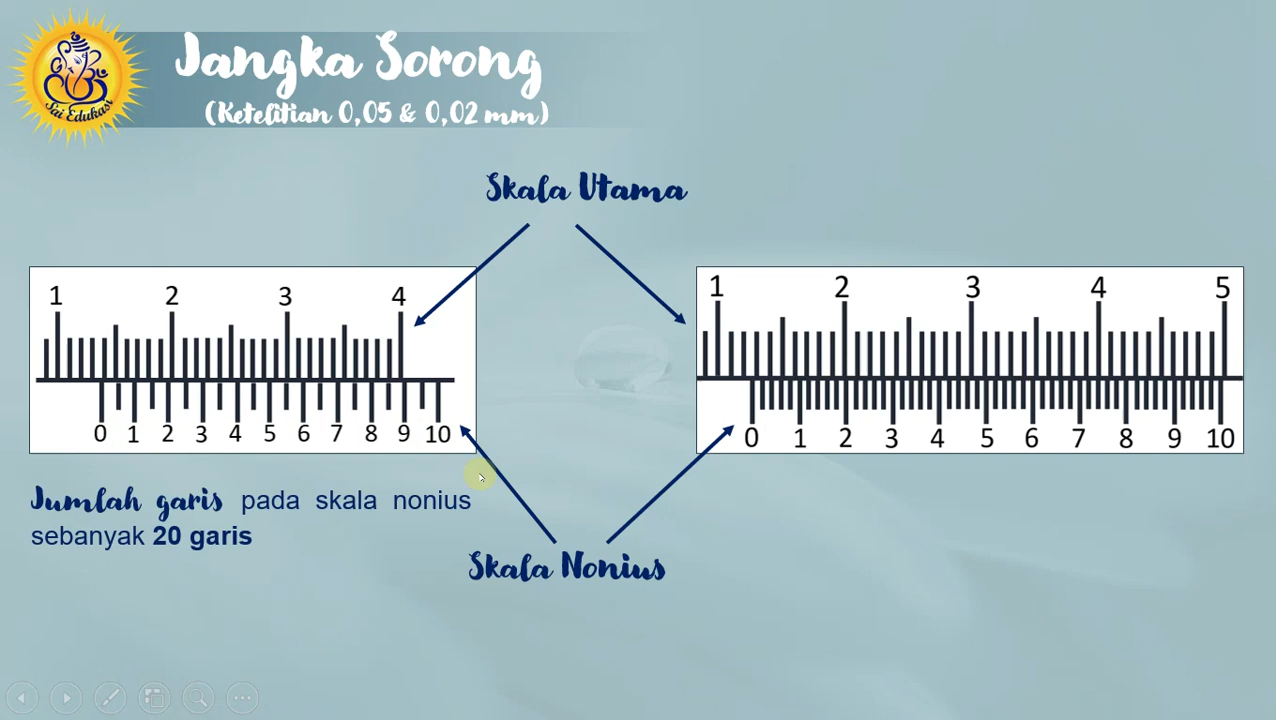 Jangka Sorong
(Ketelitian 0,05 & 0,02 mm)
Sai Edukasi
Skala Utama
1 2 3 4
0 1 2 3 4 5 6 7 8 9 10
1 2 3 4 5
0 1 2 3 4 5 6 7 8 9 10
Jumlah garis pada skala nonius
sebanyak 20 garis
Skala Nonius